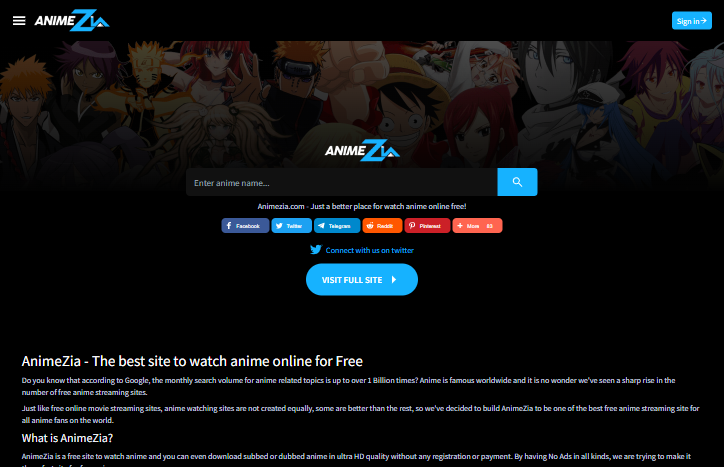 ANIMEZia
Sign in
ANIMEZia
Enter anime name...
Animezia.com - Just a better place for watch anime online free!
Facebook Twitter Telegram Reddit Pinterest More 83
Connect with us on twitter
VISIT FULL SITE
AnimeZia - The best site to watch anime online for Free
Do you know that according to Google, the monthly search volume for anime related topics is up to over 1 Billion times? Anime is famous worldwide and it is no wonder we've seen a sharp rise in the
number of free anime streaming sites.
Just like free online movie streaming sites, anime watching sites are not created equally, some are better than the rest, so we've decided to build AnimeZia to be one of the best free anime streaming site for
all anime fans on the world.
What is AnimeZia?
AnimeZia is a free site to watch anime and you can even download subbed or dubbed anime in ultra HD quality without any registration or payment. By having No Ads in all kinds, we are trying to make it